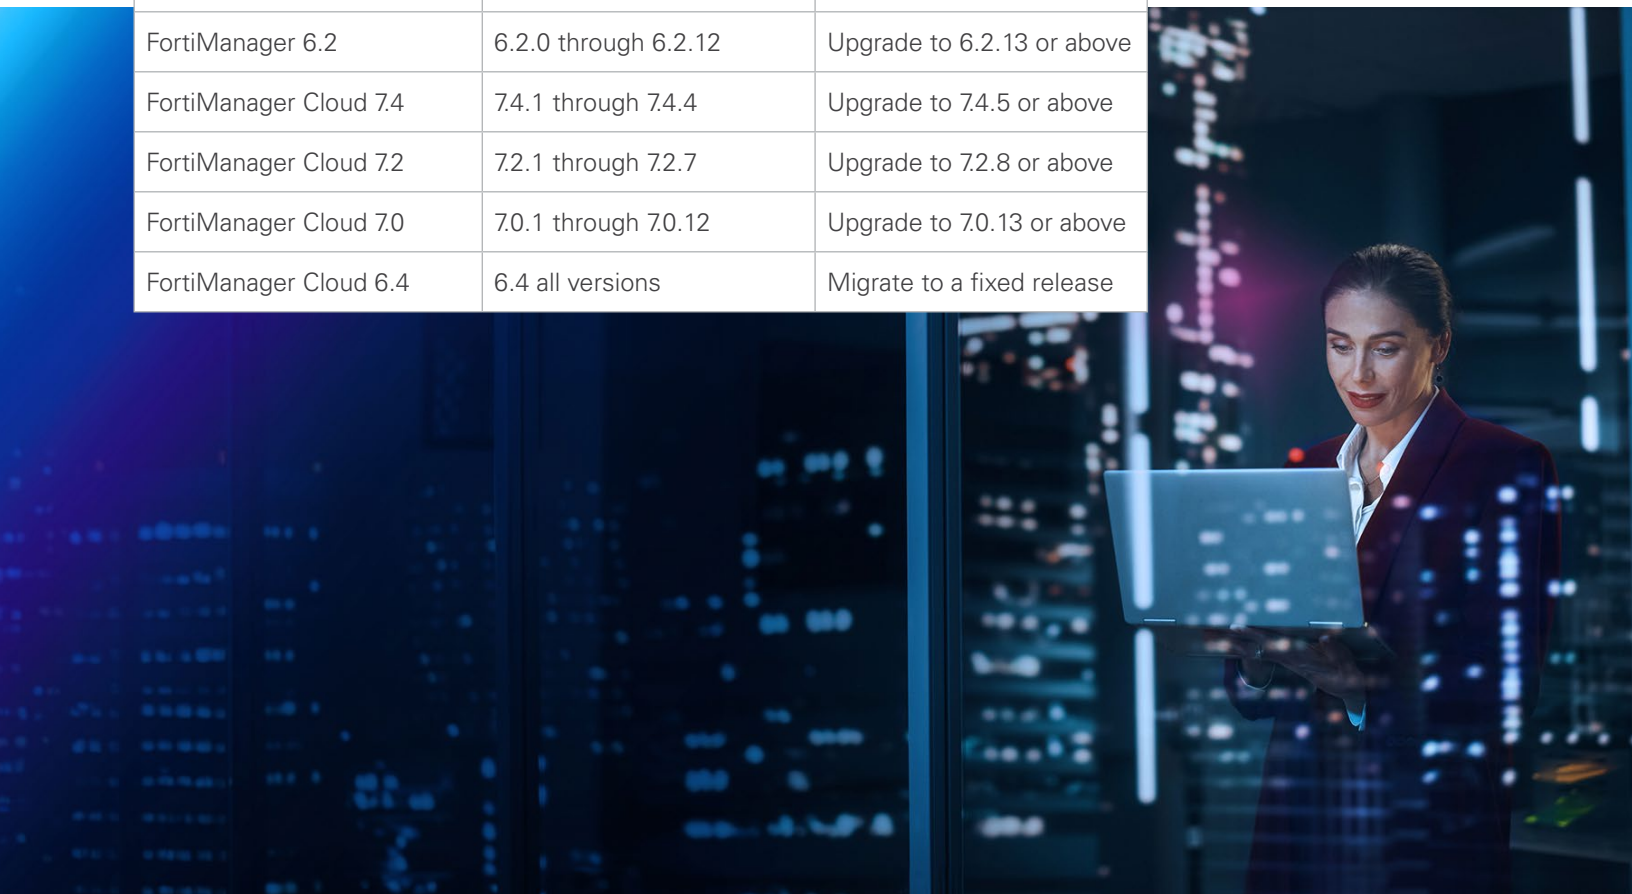 FortiManager 6.2 6.2.0 through 6.2.12 Upgrade to 6.2.13 or above
FortiManager Cloud 7.4 7.4.1 through 7.4.4 Upgrade to 7.4.5 or above
FortiManager Cloud 7.2 7.2.1 through 7.2.7 Upgrade to 7.2.8 or above
FortiManager Cloud 7.0 7.0.1 through 7.0.12 Upgrade to 7.0.13 or above
FortiManager Cloud 6.4 6.4 all versions Migrate to a fixed release